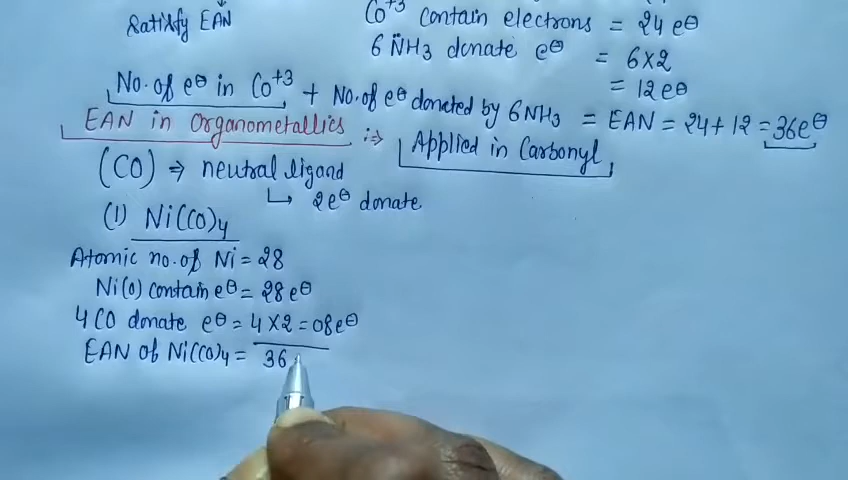 Satisfy EAN
Co+3 contain electrons = 24 e⊖
6 N̈H3 donate e⊖ = 6×2
= 12e⊖
No. of e⊖ in Co+3 + No. of e⊖ donated by 6NH3 = EAN = 24 + 12 = 36e⊖
EAN in Organometallics :⇒ Applied in Carbonyl
(CO) ⇒ neutral ligand
↳ 2e⊖ donate
(1) Ni(CO)4
Atomic no. of Ni = 28
Ni(0) contain e⊖ = 28 e⊖
4 CO donate e⊖ = 4 × 2 = 08e⊖
EAN of Ni(CO)4 = 36